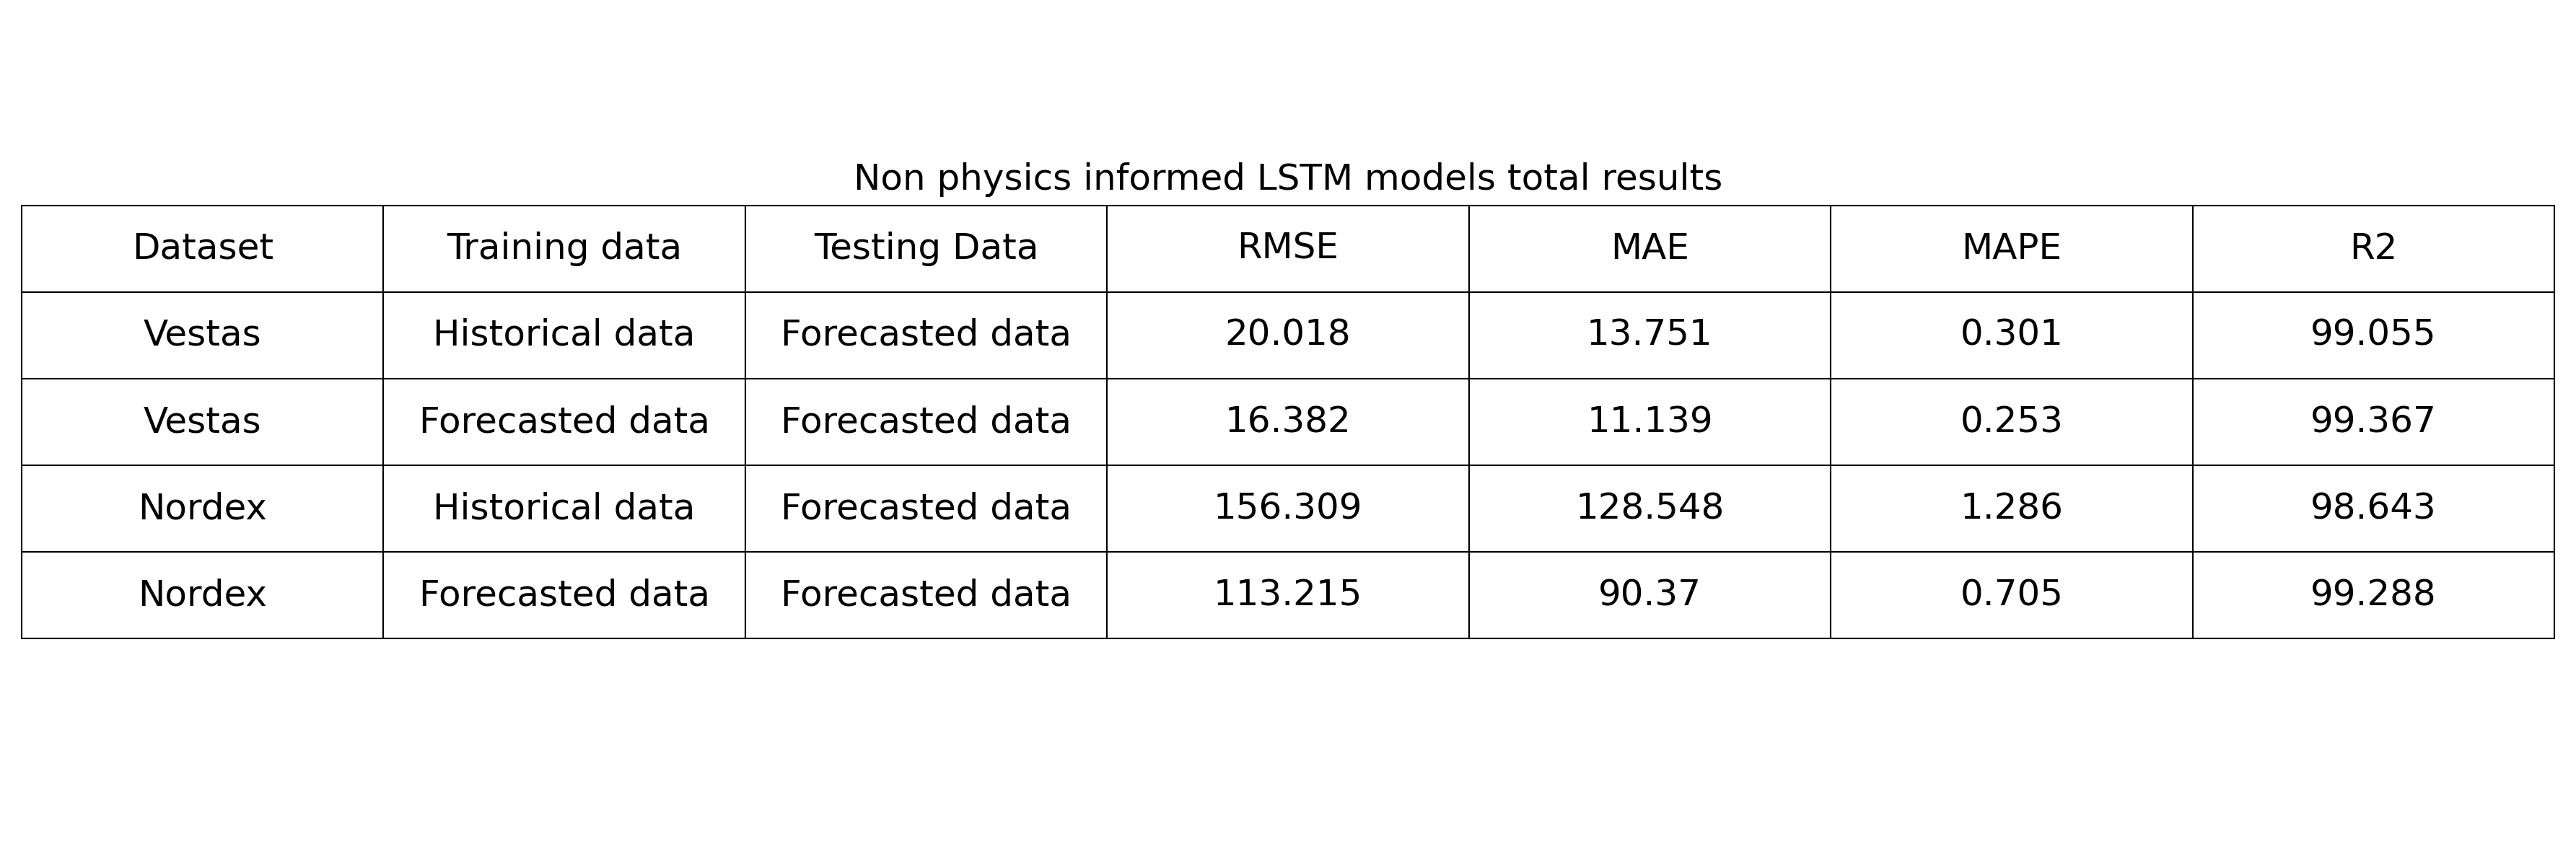 Non physics informed LSTM models total results
Dataset Training data Testing Data RMSE MAE MAPE R2
Vestas Historical data Forecasted data 20.018 13.751 0.301 99.055
Vestas Forecasted data Forecasted data 16.382 11.139 0.253 99.367
Nordex Historical data Forecasted data 156.309 128.548 1.286 98.643
Nordex Forecasted data Forecasted data 113.215 90.37 0.705 99.288